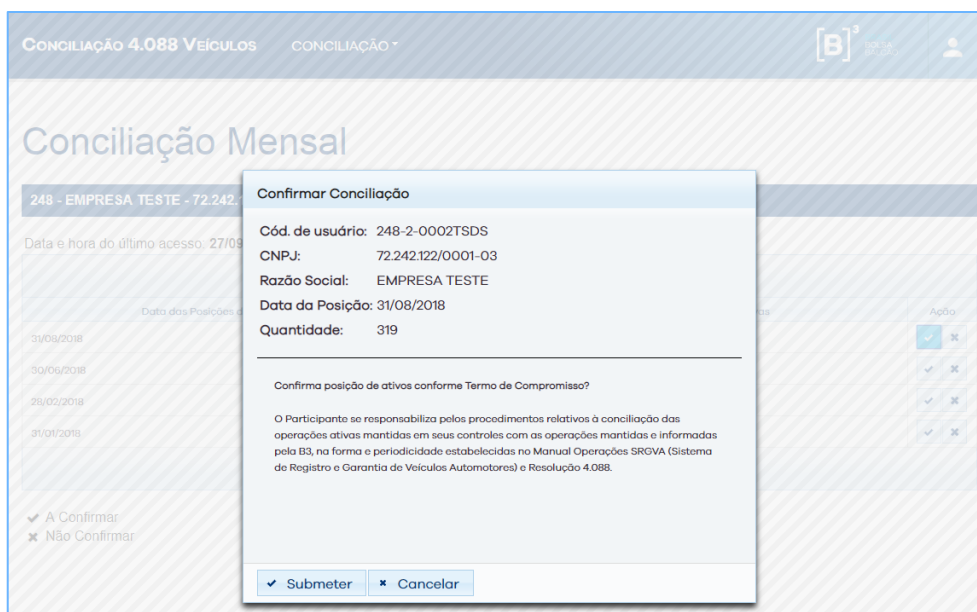 CONCILIAÇÃO 4.088 VEÍCULOS CONCILIAÇÃO
[B]³ BOLSA BALCÃO
Conciliação Mensal
248 - EMPRESA TESTE - 72.242.
Data e hora do último acesso: 27/09
Data das Posições
Ação
31/08/2018
30/06/2018
28/02/2018
31/01/2018
A Confirmar
Não Confirmar
Confirmar Conciliação
Cód. de usuário: 248-2-0002TSDS
CNPJ: 72.242.122/0001-03
Razão Social: EMPRESA TESTE
Data da Posição: 31/08/2018
Quantidade: 319
Confirma posição de ativos conforme Termo de Compromisso?
O Participante se responsabiliza pelos procedimentos relativos à conciliação das
operações ativas mantidas em seus controles com as operações mantidas e informadas
pela B3, na forma e periodicidade estabelecidas no Manual Operações SRGVA (Sistema
de Registro e Garantia de Veículos Automotores) e Resolução 4.088.
Submeter Cancelar